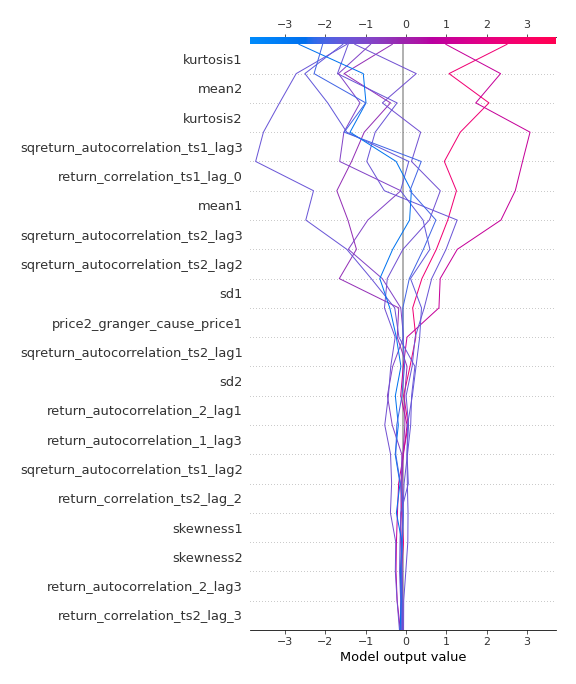 −3 −2 −1 0 1 2 3
kurtosis1
mean2
kurtosis2
sqreturn_autocorrelation_ts1_lag3
return_correlation_ts1_lag_0
mean1
sqreturn_autocorrelation_ts2_lag3
sqreturn_autocorrelation_ts2_lag2
sd1
price2_granger_cause_price1
sqreturn_autocorrelation_ts2_lag1
sd2
return_autocorrelation_2_lag1
return_autocorrelation_1_lag3
sqreturn_autocorrelation_ts1_lag2
return_correlation_ts2_lag_2
skewness1
skewness2
return_autocorrelation_2_lag3
return_correlation_ts2_lag_3
−3 −2 −1 0 1 2 3
Model output value